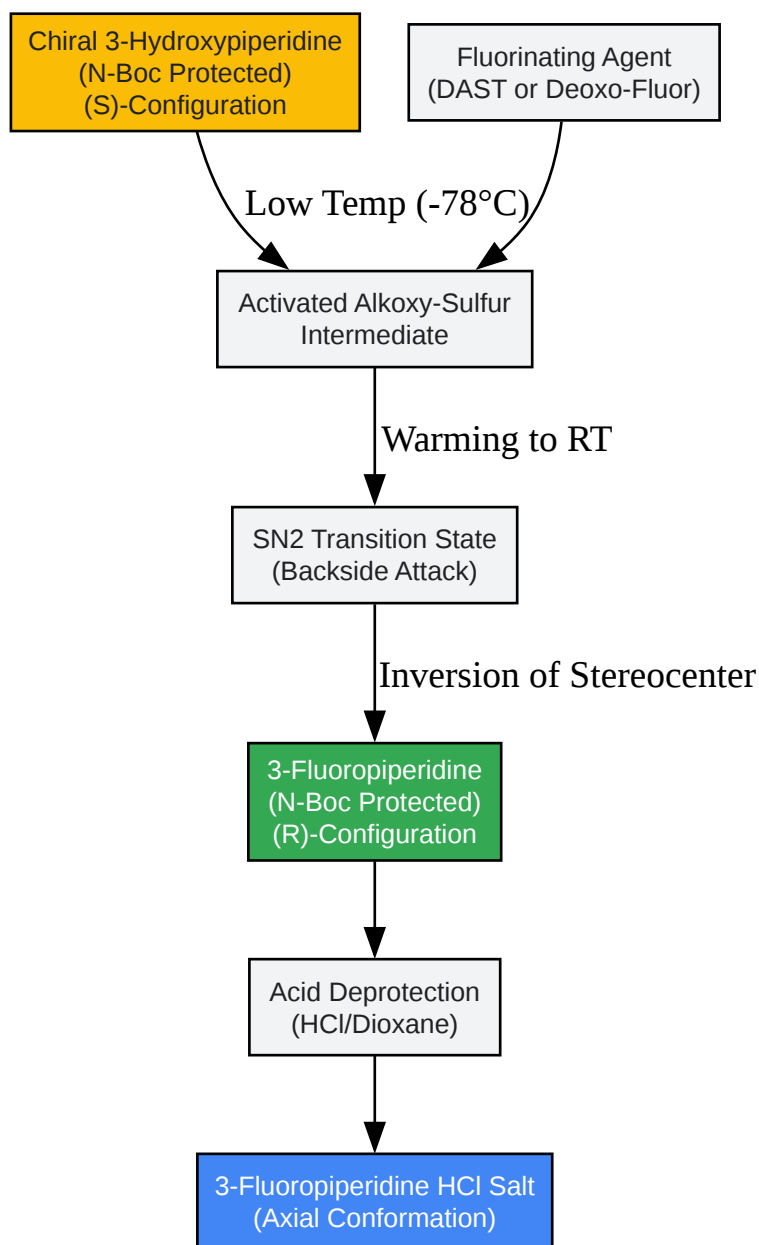 Chiral 3-Hydroxypiperidine
(N-Boc Protected)
(S)-Configuration
Fluorinating Agent
(DAST or Deoxo-Fluor)
Low Temp (-78°C)
Activated Alkoxy-Sulfur
Intermediate
Warming to RT
SN2 Transition State
(Backside Attack)
Inversion of Stereocenter
3-Fluoropiperidine
(N-Boc Protected)
(R)-Configuration
Acid Deprotection
(HCl/Dioxane)
3-Fluoropiperidine HCl Salt
(Axial Conformation)